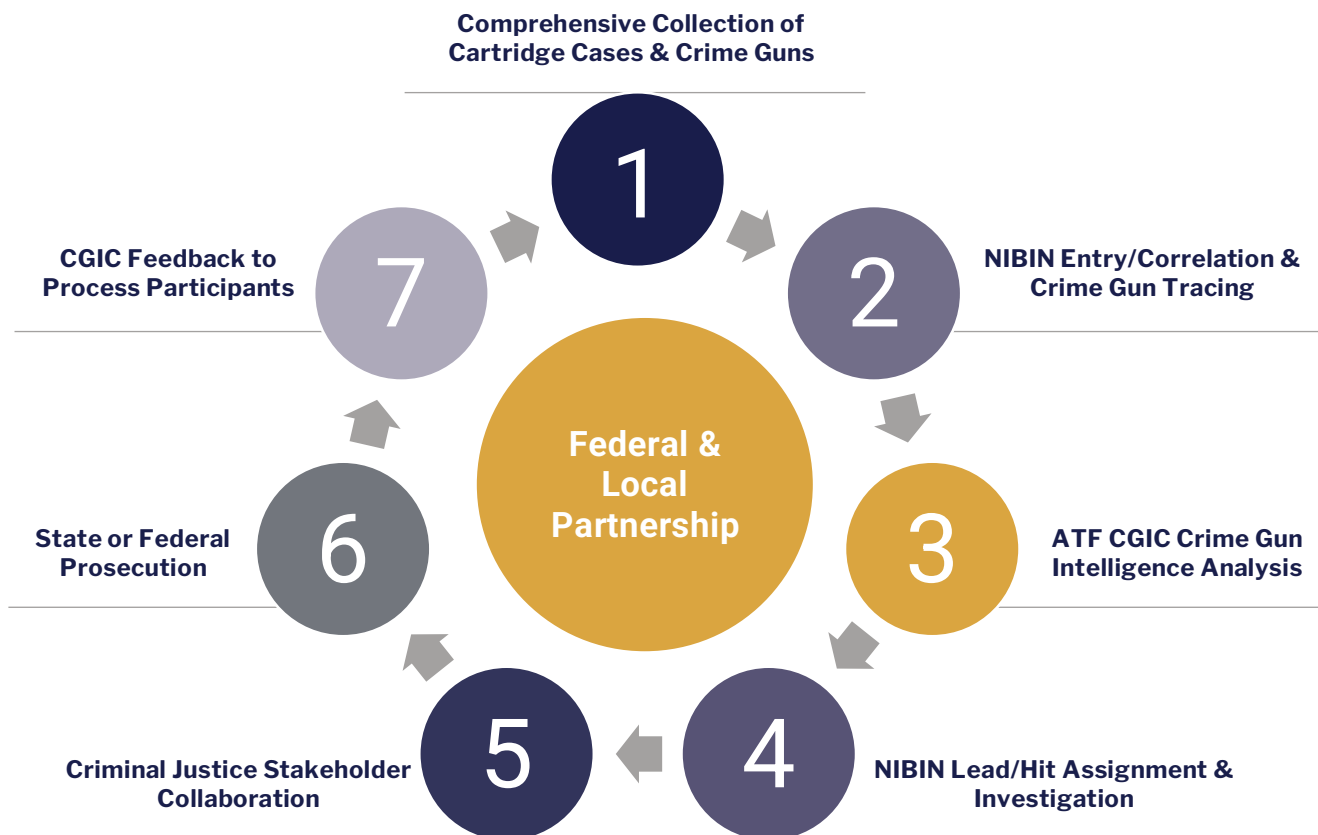 Comprehensive Collection of
Cartridge Cases & Crime Guns
1
2
NIBIN Entry/Correlation &
Crime Gun Tracing
3
ATF CGIC Crime Gun
Intelligence Analysis
4
NIBIN Lead/Hit Assignment &
Investigation
5
Criminal Justice Stakeholder
Collaboration
6
State or Federal
Prosecution
7
CGIC Feedback to
Process Participants
Federal &
Local
Partnership